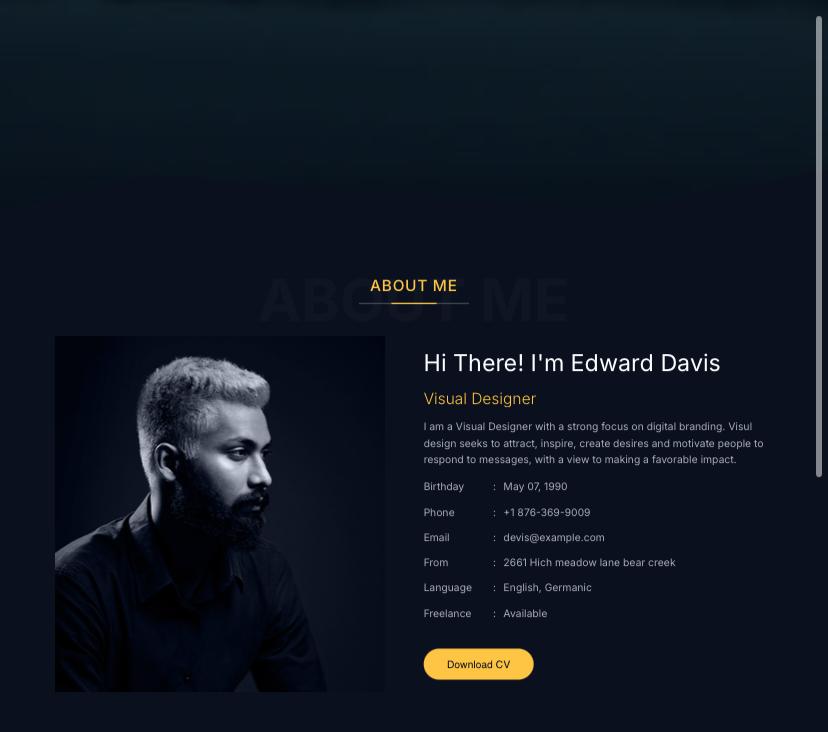 ABOUT ME
ABOUT ME
Hi There! I'm Edward Davis
Visual Designer
I am a Visual Designer with a strong focus on digital branding. Visul
design seeks to attract, inspire, create desires and motivate people to
respond to messages, with a view to making a favorable impact.
Birthday : May 07, 1990
Phone : +1 876-369-9009
Email : devis@example.com
From : 2661 Hich meadow lane bear creek
Language : English, Germanic
Freelance : Available
Download CV